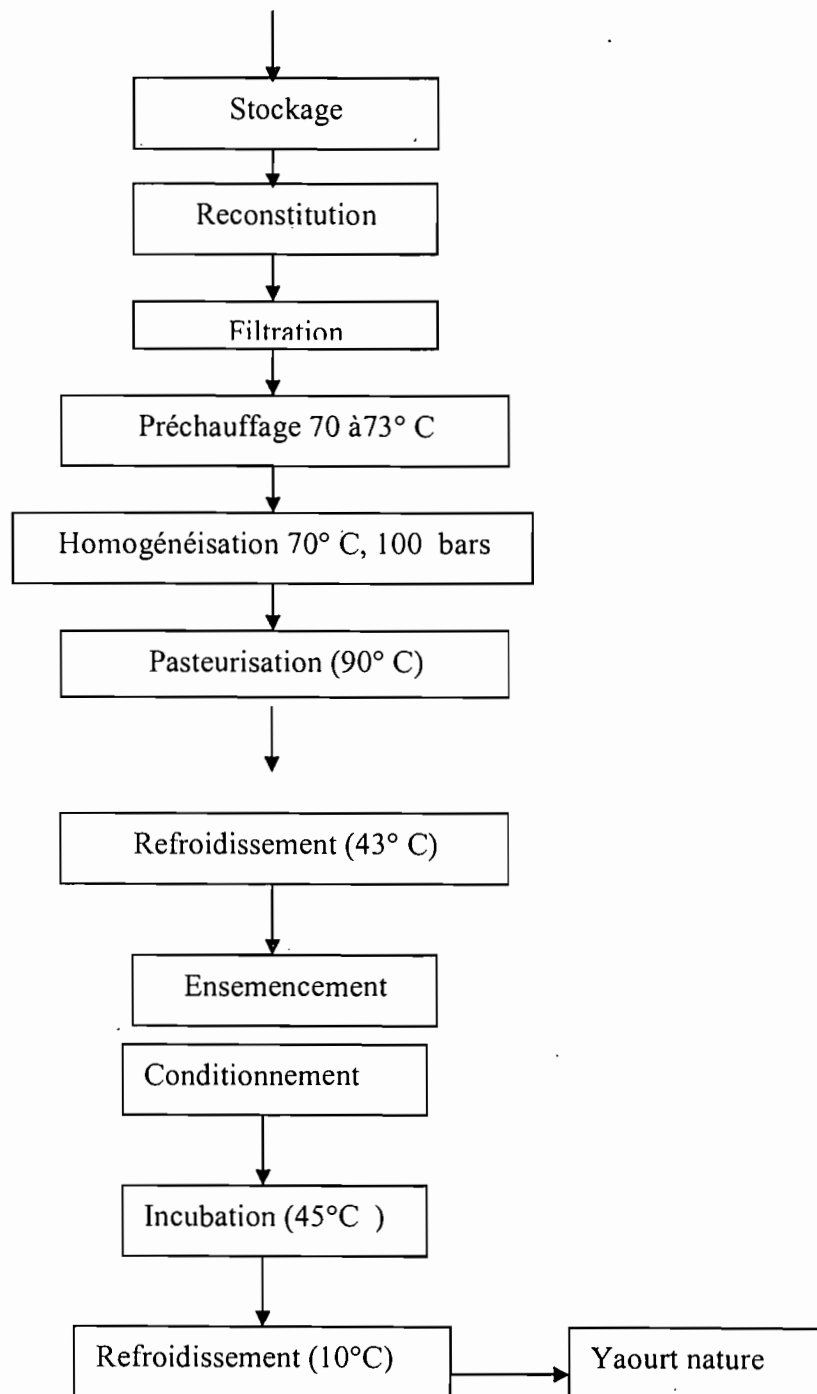 Stockage
Reconstitution
Filtration
Préchauffage 70 à73° C
Homogénéisation 70° C, 100 bars
Pasteurisation (90° C)
Refroidissement (43° C)
Ensemencement
Conditionnement
Incubation (45°C )
Refroidissement (10°C)
Yaourt nature